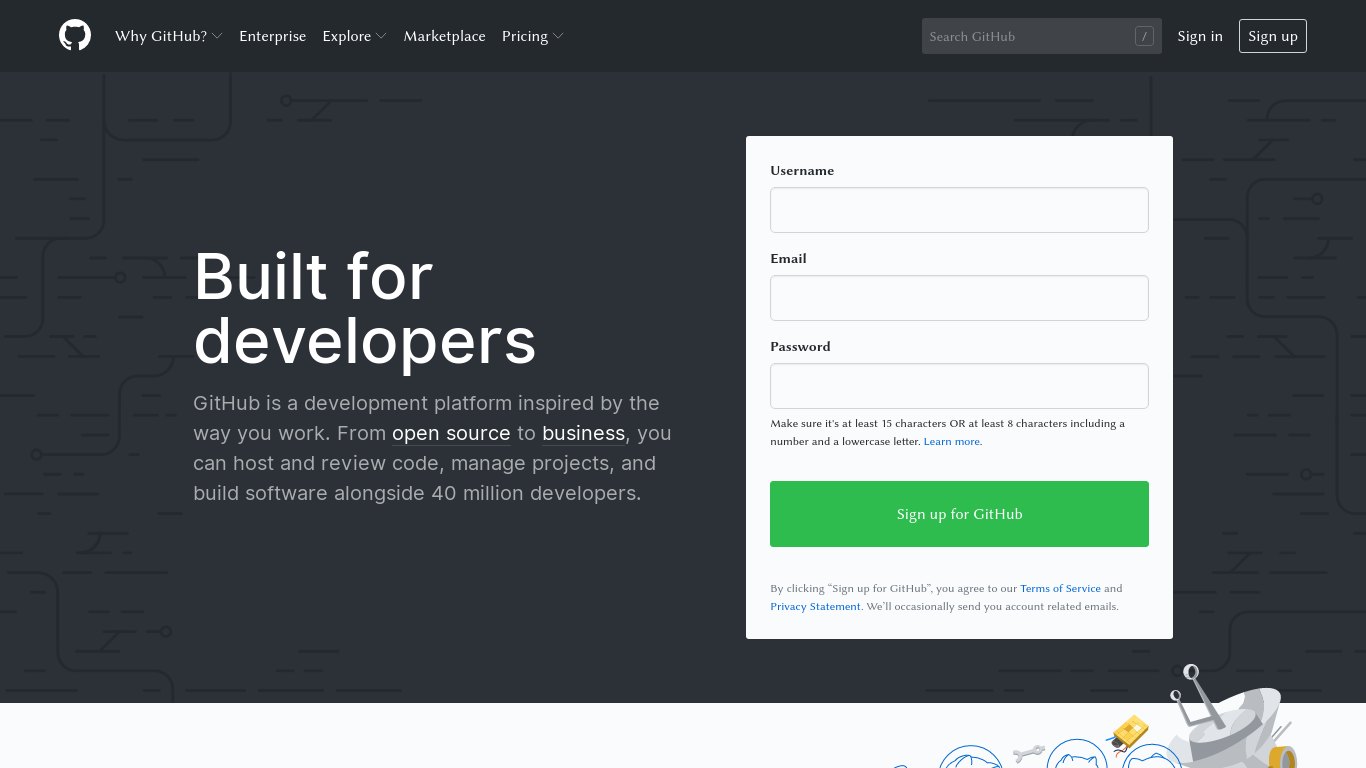 Why GitHub? Enterprise Explore Marketplace Pricing Search GitHub / Sign in Sign up
Built for
developers
GitHub is a development platform inspired by the
way you work. From open source to business, you
can host and review code, manage projects, and
build software alongside 40 million developers.
Username
Email
Password
Make sure it's at least 15 characters OR at least 8 characters including a
number and a lowercase letter. Learn more.
Sign up for GitHub
By clicking “Sign up for GitHub”, you agree to our Terms of Service and
Privacy Statement. We’ll occasionally send you account related emails.